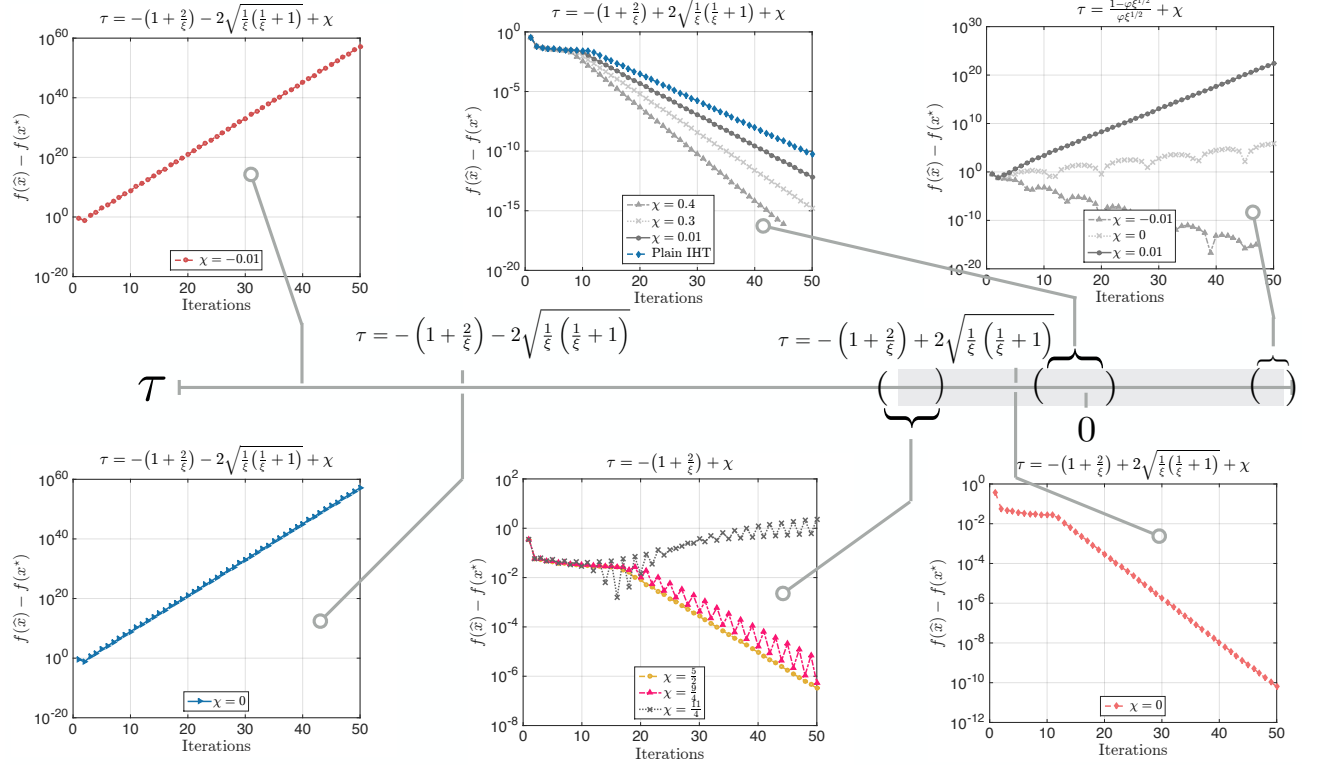 τ = −(1 + 2/ξ) − 2√(1/ξ(1/ξ + 1)) + χ
10^60
10^40
10^20
10^0
10^-20
f(x̂) − f(x⋆)
χ = −0.01
0 10 20 30 40 50
Iterations
τ = −(1 + 2/ξ) + 2√(1/ξ(1/ξ + 1)) + χ
10^0
10^-5
10^-10
10^-15
10^-20
f(x̂) − f(x⋆)
χ = 0.4
χ = 0.3
χ = 0.01
Plain IHT
0 10 20 30 40 50
Iterations
τ = (1−φξ^1/2)/(φξ^1/2) + χ
10^30
10^20
10^10
10^0
10^-10
10^-20
f(x̂) − f(x⋆)
χ = −0.01
χ = 0
χ = 0.01
0 10 20 30 40 50
Iterations
τ = −(1 + 2/ξ) − 2√(1/ξ(1/ξ + 1))
τ = −(1 + 2/ξ) + 2√(1/ξ(1/ξ + 1))
τ
( ) ( ) ( )
0
τ = −(1 + 2/ξ) − 2√(1/ξ(1/ξ + 1)) + χ
10^60
10^40
10^20
10^0
10^-20
f(x̂) − f(x⋆)
χ = 0
0 10 20 30 40 50
Iterations
τ = −(1 + 2/ξ) + χ
10^2
10^0
10^-2
10^-4
10^-6
10^-8
f(x̂) − f(x⋆)
χ = 5/2
χ = 9/4
χ = 11/4
0 10 20 30 40 50
Iterations
τ = −(1 + 2/ξ) + 2√(1/ξ(1/ξ + 1)) + χ
10^0
10^-2
10^-4
10^-6
10^-8
10^-10
10^-12
f(x̂) − f(x⋆)
χ = 0
0 10 20 30 40 50
Iterations